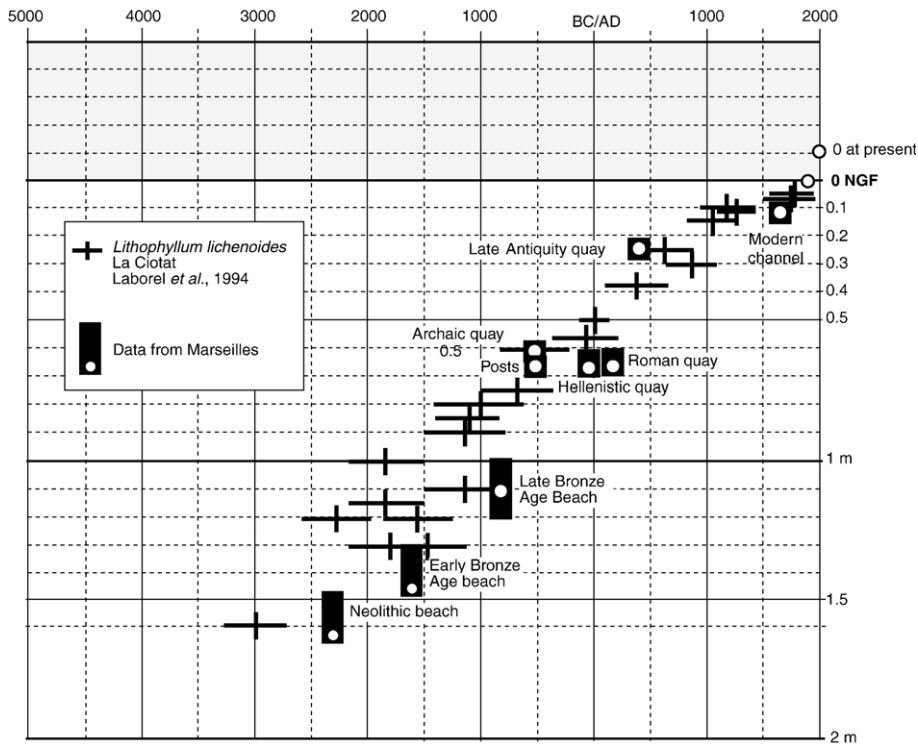 5000 4000 3000 2000 1000 BC/AD 1000 2000
0 at present
0 NGF
0.1
Modern
channel
Late Antiquity quay
0.2
0.3
0.4
0.5
Lithophyllum lichenoides
La Ciotat
Laborel et al., 1994
Data from Marseilles
Archaic quay
0.5
Posts
Roman quay
Hellenistic quay
1 m
Late Bronze
Age Beach
Early Bronze
Age beach
Neolithic beach
1.5
2 m